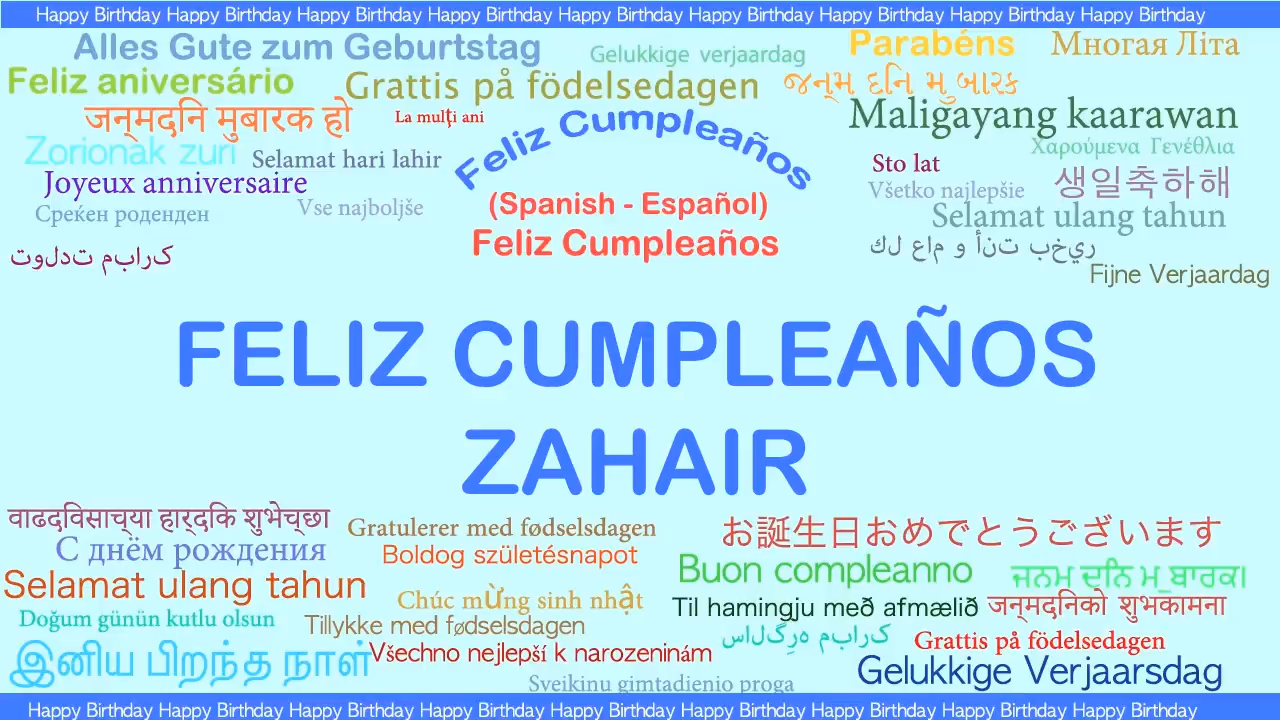 Happy Birthday Happy Birthday Happy Birthday Happy Birthday Happy Birthday Happy Birthday Happy Birthday Happy Birthday Happy Birthday
Alles Gute zum Geburtstag
Gelukkige verjaardag
Parabéns
Многая Літа
Feliz aniversário
Grattis på födelsedagen
જન્મ દિન મુબારક
जन्मदिन मुबारक हो
La mulţi ani
Feliz Cumpleaños
Maligayang kaarawan
Zorionak zuri
Selamat hari lahir
Sto lat
Χαρούμενα Γενέθλια
Joyeux anniversaire
Všetko najlepšie
생일축하해
(Spanish - Español)
Среќен роденден
Vse najboljše
Selamat ulang tahun
Feliz Cumpleaños
تولدت مبارک
كل عام و أنت بخير
Fijne Verjaardag
FELIZ CUMPLEAÑOS
ZAHAIR
वाढदिवसाच्या हार्दिक शुभेच्छा
Gratulerer med fødselsdagen
お誕生日おめでとうございます
С днём рождения
Boldog születésnapot
Buon compleanno
ਜਨਮ ਦਿਨ ਮੁਬਾਰਕ।
Selamat ulang tahun
Chúc mừng sinh nhật
Til hamingju með afmælið
जन्मदिनको शुभकामना
Doğum günün kutlu olsun
Tillykke med fødselsdagen
سالگِرہ مبارک
Grattis på födelsedagen
இனிய பிறந்த நாள்
Všechno nejlepší k narozeninám
Gelukkige Verjaarsdag
Sveikinu gimtadienio proga
Happy Birthday Happy Birthday Happy Birthday Happy Birthday Happy Birthday Happy Birthday Happy Birthday Happy Birthday Happy Birthday